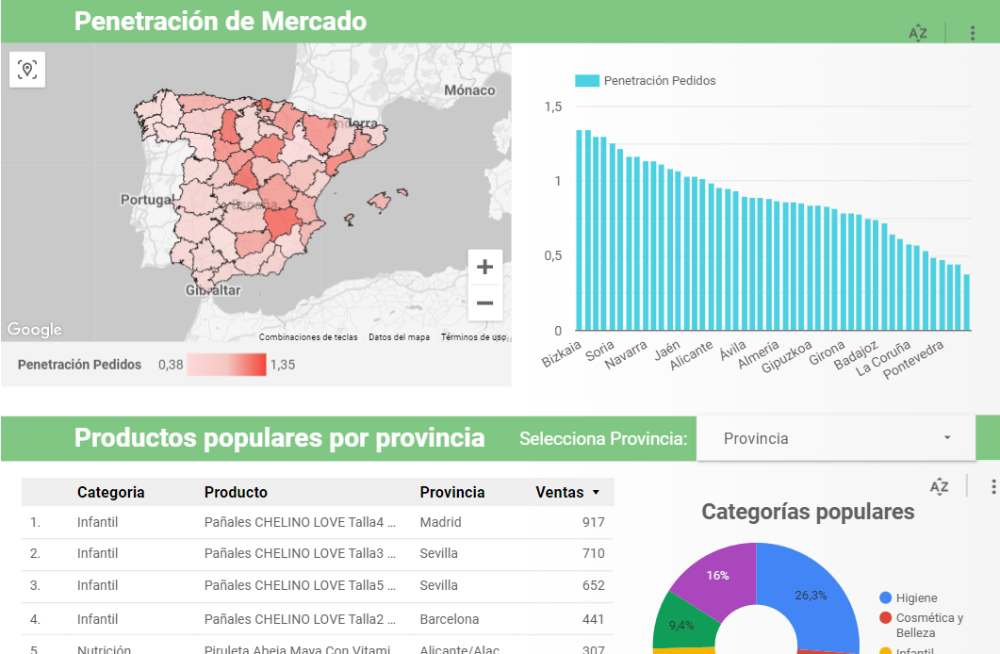 Penetración de Mercado
AZ
Mónaco
Andorra
Portugal
España
Gibraltar
Google
Combinaciones de teclas Datos del mapa Términos de uso
Penetración Pedidos 0,38 1,35
Penetración Pedidos
1,5
1
0,5
0
Bizkaia Soria Navarra Jaén Alicante Ávila Almería Gipuzkoa Girona Badajoz La Coruña Pontevedra
Productos populares por provincia Selecciona Provincia: Provincia
Categoria Producto Provincia Ventas
1. Infantil Pañales CHELINO LOVE Talla4 ... Madrid 917
2. Infantil Pañales CHELINO LOVE Talla3 ... Sevilla 710
3. Infantil Pañales CHELINO LOVE Talla5 ... Sevilla 652
4. Infantil Pañales CHELINO LOVE Talla2 ... Barcelona 441
5. Nutrición Piruleta Abeja Maya Con Vitami... Alicante/Alac... 307
AZ
Categorías populares
16%
26,3%
9,4%
Higiene
Cosmética y
Belleza
Infantil